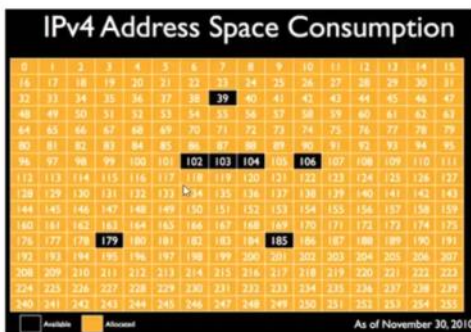 IPv4 Address Space Consumption
0 1 2 3 4 5 6 7 8 9 10 11 12 13 14 15
16 17 18 19 20 21 22 23 24 25 26 27 28 29 30 31
32 33 34 35 36 37 38 39 40 41 42 43 44 45 46 47
48 49 50 51 52 53 54 55 56 57 58 59 60 61 62 63
64 65 66 67 68 69 70 71 72 73 74 75 76 77 78 79
80 81 82 83 84 85 86 87 88 89 90 91 92 93 94 95
96 97 98 99 100 101 102 103 104 105 106 107 108 109 110 111
112 113 114 115 116 117 118 119 120 121 122 123 124 125 126 127
128 129 130 131 132 133 134 135 136 137 138 139 140 141 142 143
144 145 146 147 148 149 150 151 152 153 154 155 156 157 158 159
160 161 162 163 164 165 166 167 168 169 170 171 172 173 174 175
176 177 178 179 180 181 182 183 184 185 186 187 188 189 190 191
192 193 194 195 196 197 198 199 200 201 202 203 204 205 206 207
208 209 210 211 212 213 214 215 216 217 218 219 220 221 222 223
224 225 226 227 228 229 230 231 232 233 234 235 236 237 238 239
240 241 242 243 244 245 246 247 248 249 250 251 252 253 254 255
Available Allocated As of November 30, 2010